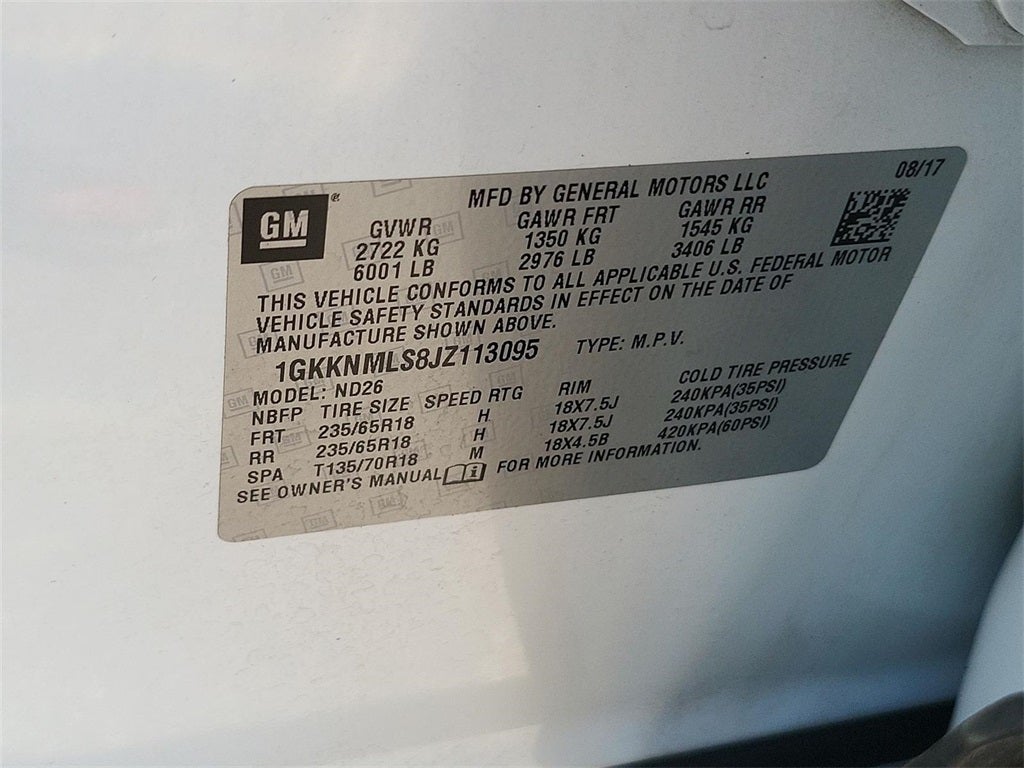 08/17
MFD BY GENERAL MOTORS LLC
GM ®
GVWR GAWR FRT GAWR RR
2722 KG 1350 KG 1545 KG
6001 LB 2976 LB 3406 LB
THIS VEHICLE CONFORMS TO ALL APPLICABLE U.S. FEDERAL MOTOR
VEHICLE SAFETY STANDARDS IN EFFECT ON THE DATE OF
MANUFACTURE SHOWN ABOVE.
1GKKNMLS8JZ113095 TYPE: M.P.V.
MODEL: ND26
NBFP TIRE SIZE SPEED RTG RIM COLD TIRE PRESSURE
FRT 235/65R18 H 18X7.5J 240KPA(35PSI)
RR 235/65R18 H 18X7.5J 240KPA(35PSI)
SPA T135/70R18 M 18X4.5B 420KPA(60PSI)
SEE OWNER'S MANUAL i FOR MORE INFORMATION.